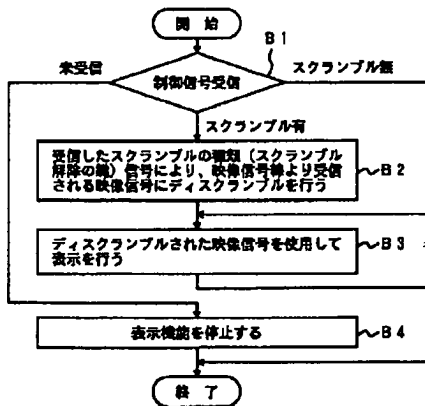 開 始
B1
未受信
制御信号受信
スクランブル無
スクランブル有
受信したスクランブルの種類（スクランブル
解除の鍵）信号により、映像信号線より受信
される映像信号にディスクランブルを行う
B2
ディスクランブルされた映像信号を使用して
表示を行う
B3
表示機能を停止する
B4
終 了